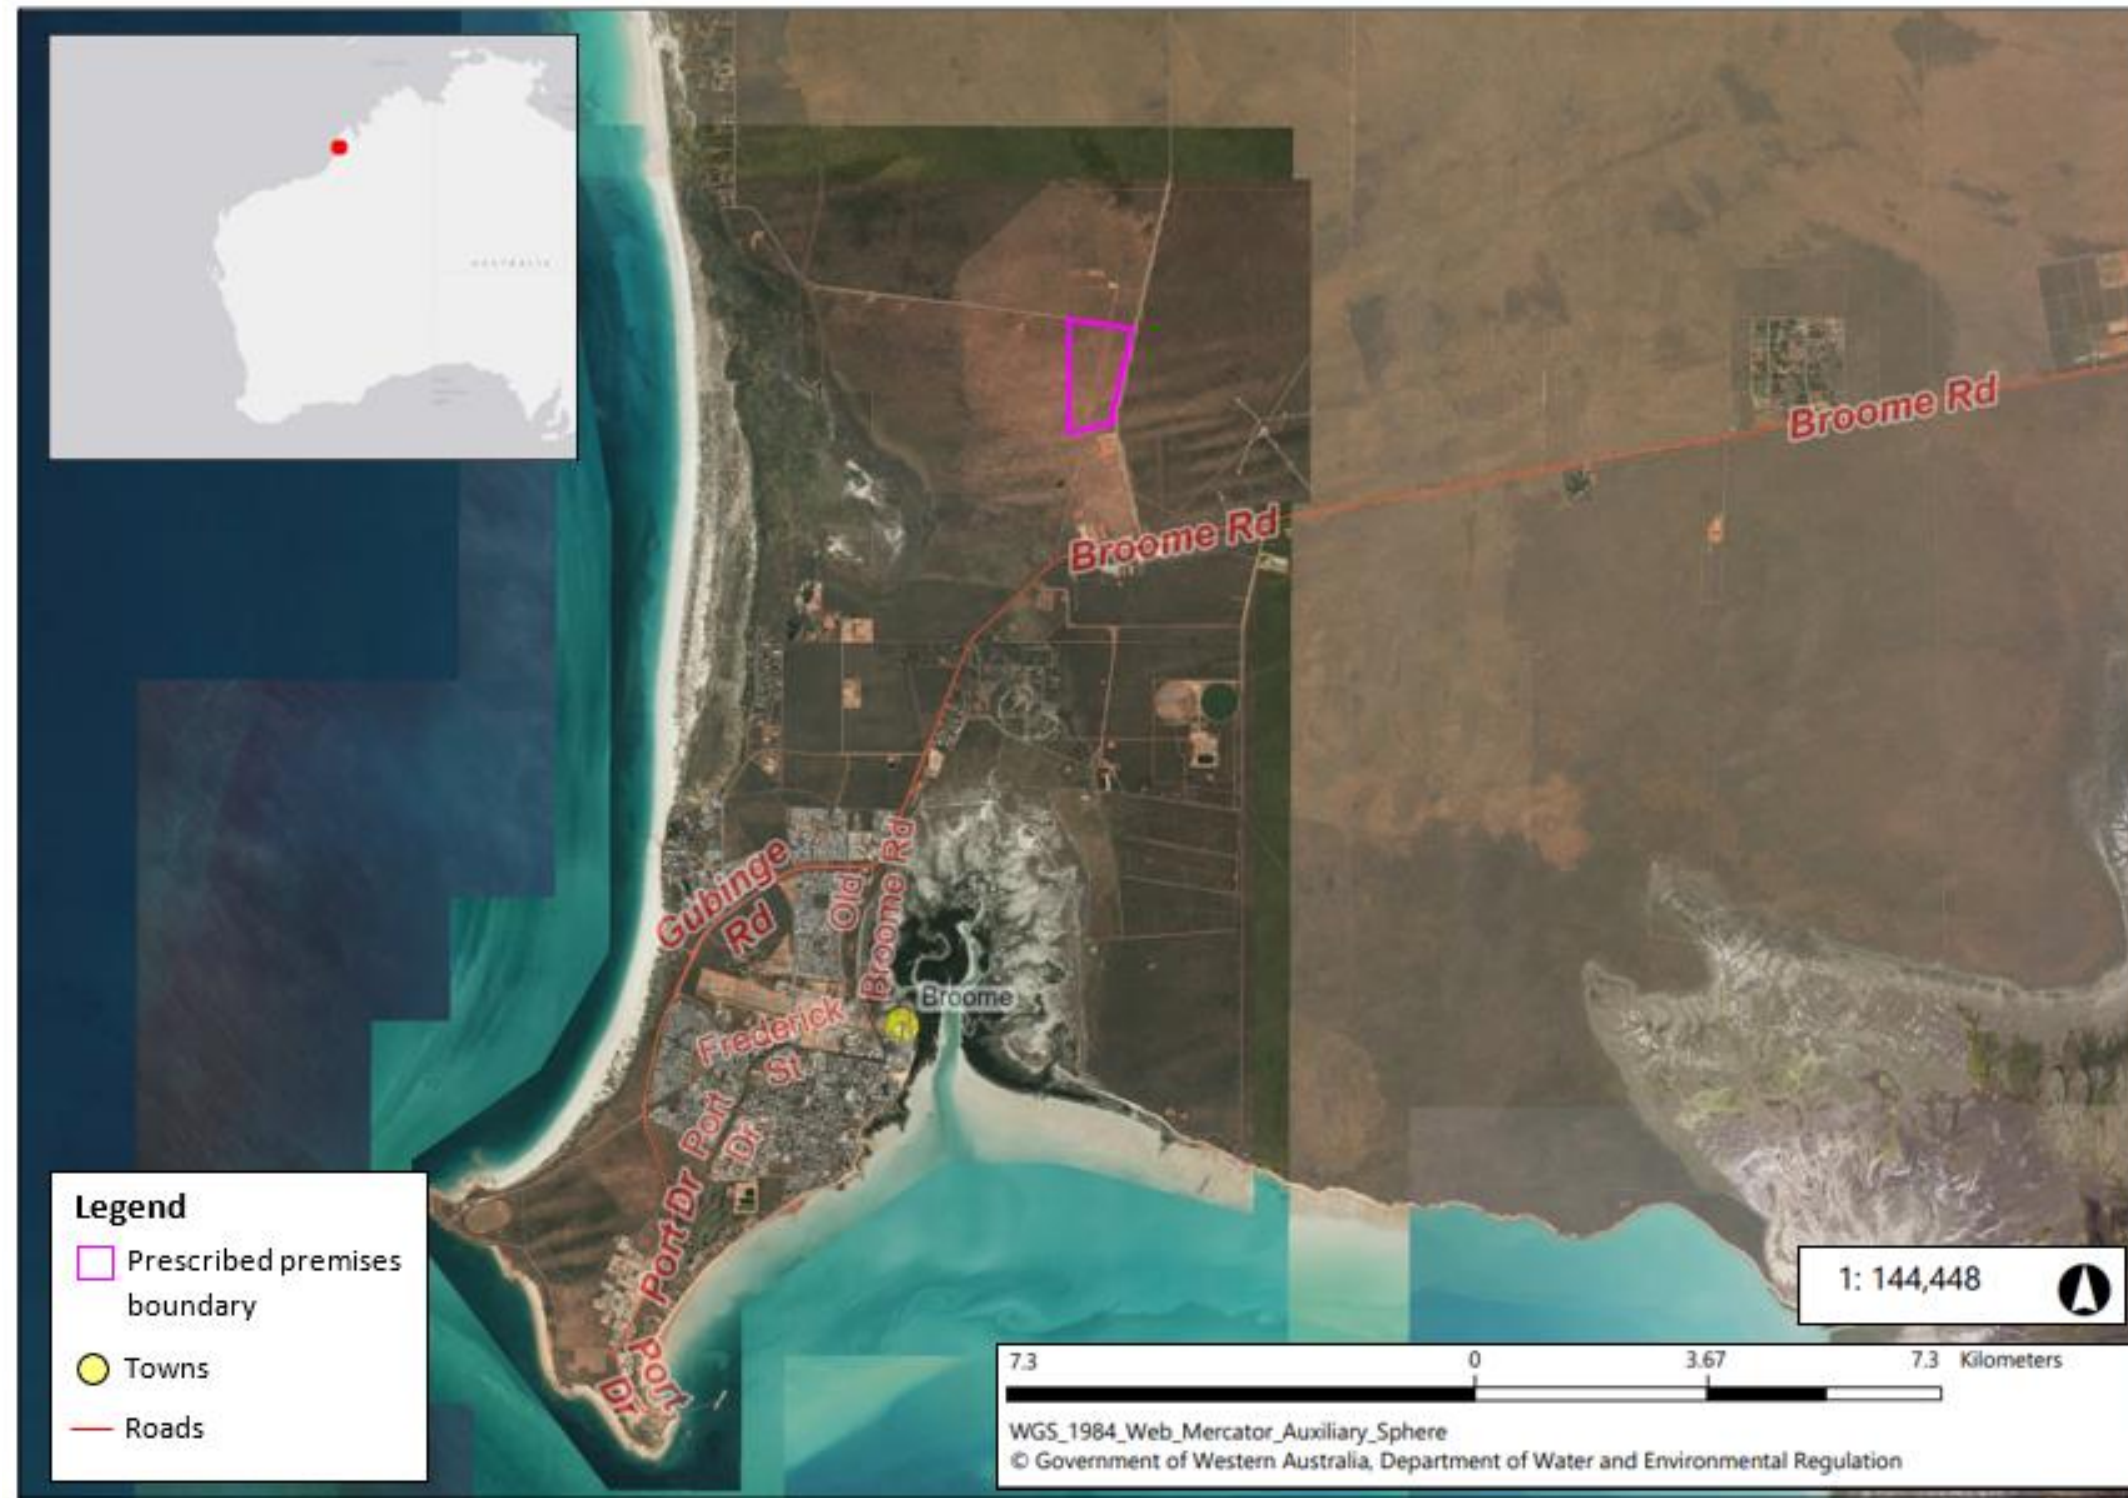 AUSTRALIA
Broome Rd
Broome Rd
Gubinge
Rd
Old
Broome Rd
Broome
Frederick
St
Port
Dr
Port Dr
Port
Dr
Legend
Prescribed premises
boundary
Towns
Roads
1: 144,448
7.3 0 3.67 7.3 Kilometers
WGS_1984_Web_Mercator_Auxiliary_Sphere
© Government of Western Australia, Department of Water and Environmental Regulation